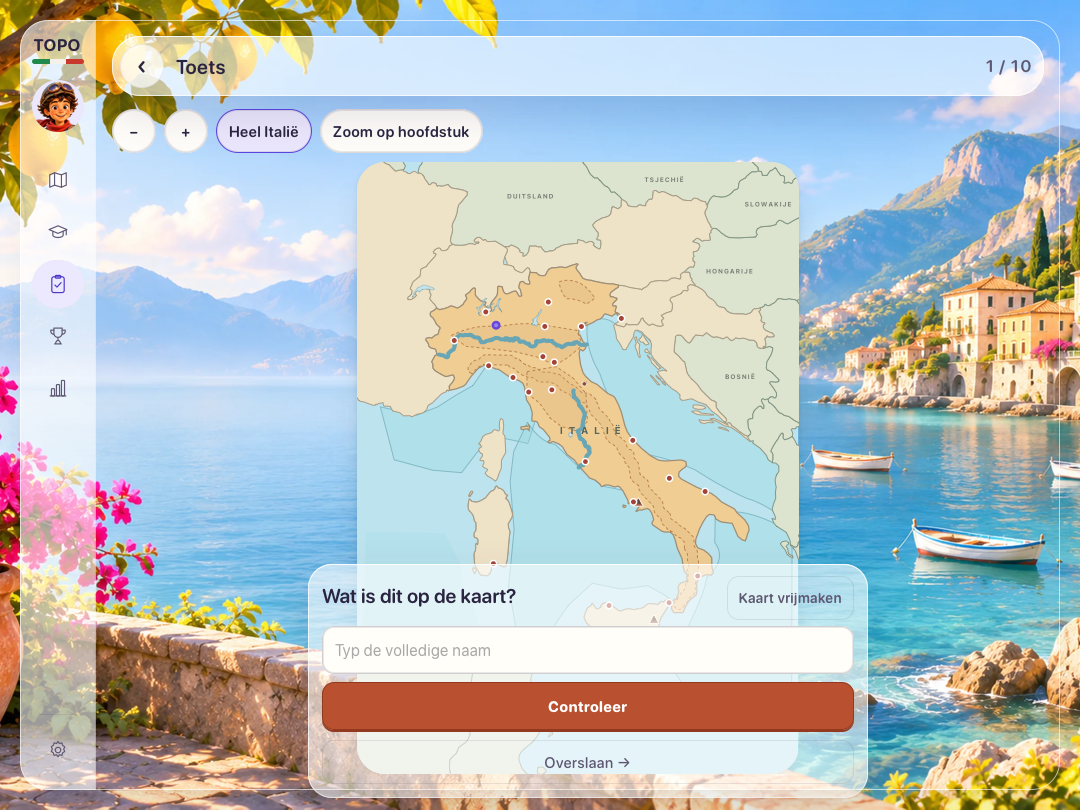 TOPO
Toets
1 / 10
−
+
Heel Italië
Zoom op hoofdstuk
TSJECHIË
DUITSLAND
SLOWAKIJE
HONGARIJE
BOSNIË
ITALIË
Wat is dit op de kaart?
Kaart vrijmaken
Typ de volledige naam
Controleer
Overslaan →